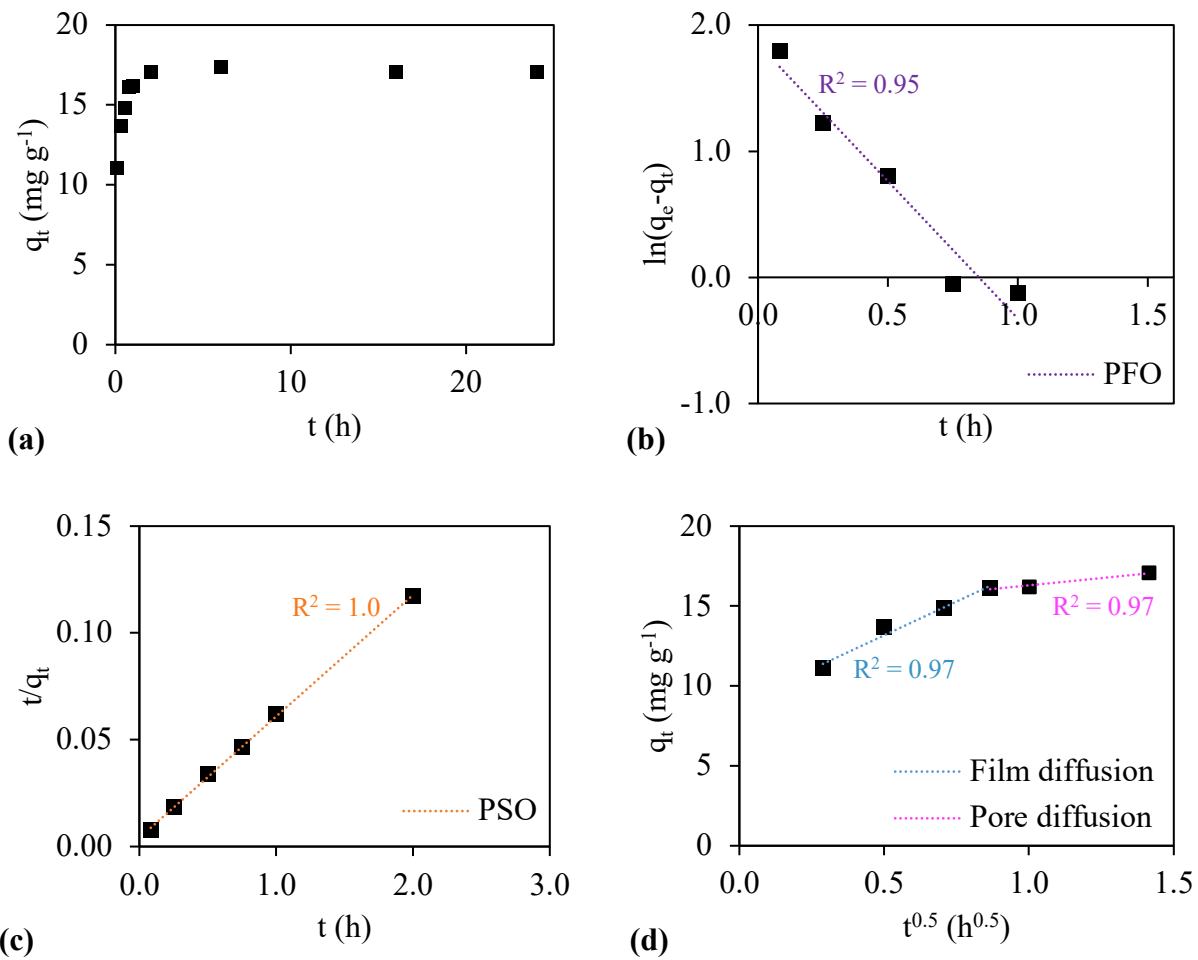 20
15
10
5
0
q_t (mg g^-1)
0
10
20
t (h)
(a)
2.0
1.0
0.0
-1.0
ln(q_e-q_t)
R^2 = 0.95
0.0
0.5
1.0
1.5
PFO
t (h)
(b)
0.15
0.10
0.05
0.00
t/q_t
R^2 = 1.0
PSO
0.0
1.0
2.0
3.0
t (h)
(c)
20
15
10
5
0
q_t (mg g^-1)
R^2 = 0.97
R^2 = 0.97
Film diffusion
Pore diffusion
0.0
0.5
1.0
1.5
t^0.5 (h^0.5)
(d)